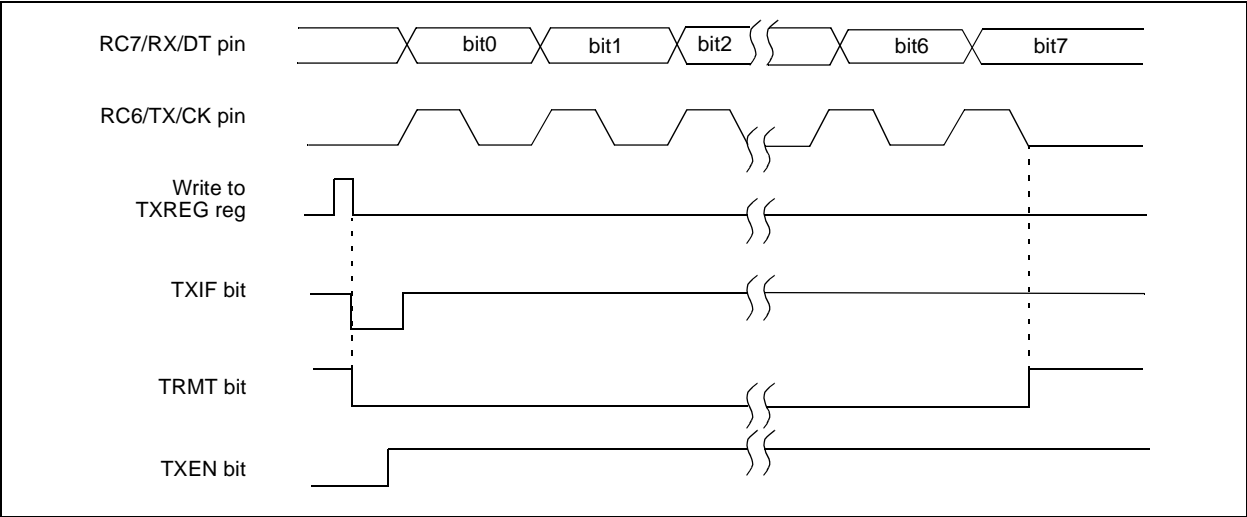 RC7/RX/DT pin
bit0
bit1
bit2
bit6
bit7
RC6/TX/CK pin
Write to
TXREG reg
TXIF bit
TRMT bit
TXEN bit